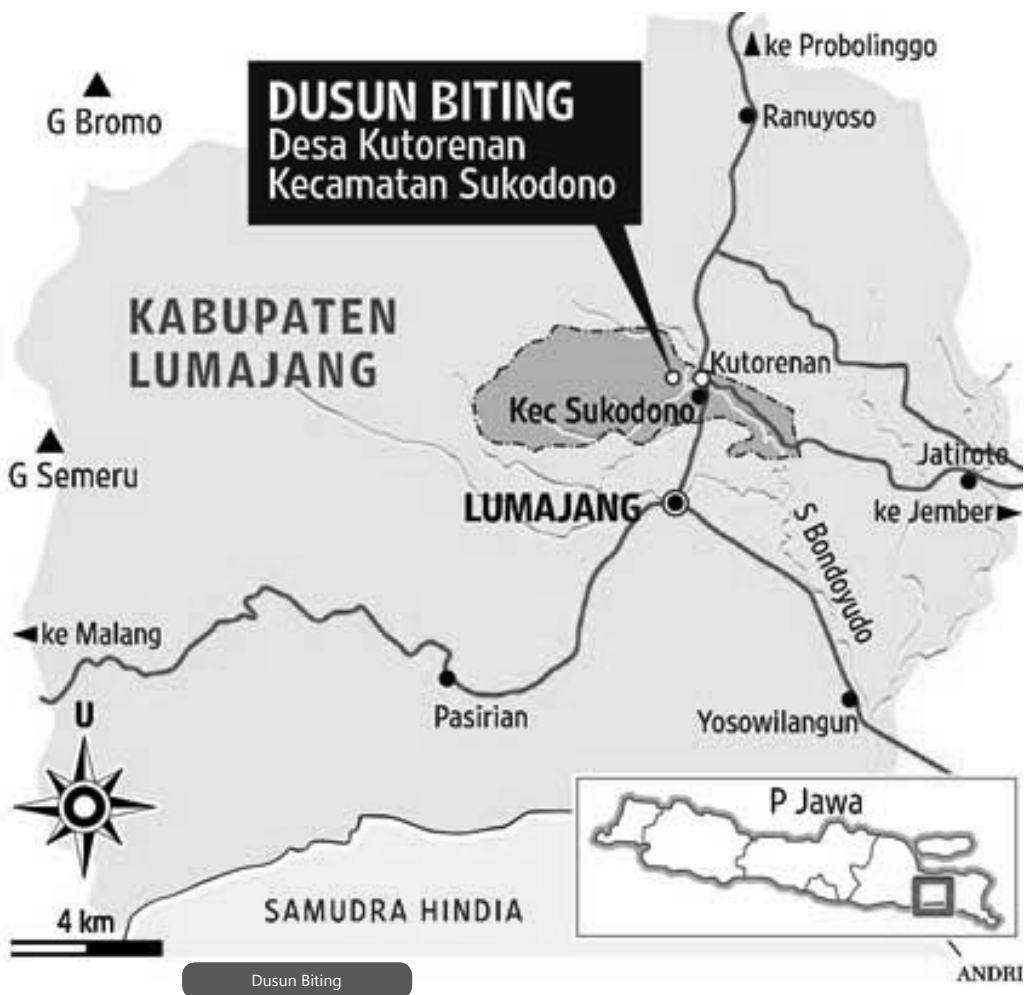 ke Probolinggo
G Bromo
Ranuyoso
DUSUN BITING
Desa Kutorenan
Kecamatan Sukodono
KABUPATEN
LUMAJANG
Kutorenan
Kec Sukodono
G Semeru
Jatiroto
LUMAJANG
ke Jember
S Bondoyudo
ke Malang
Pasirian
Yosowilangun
U
P Jawa
SAMUDRA HINDIA
4 km
ANDRI
Dusun Biting